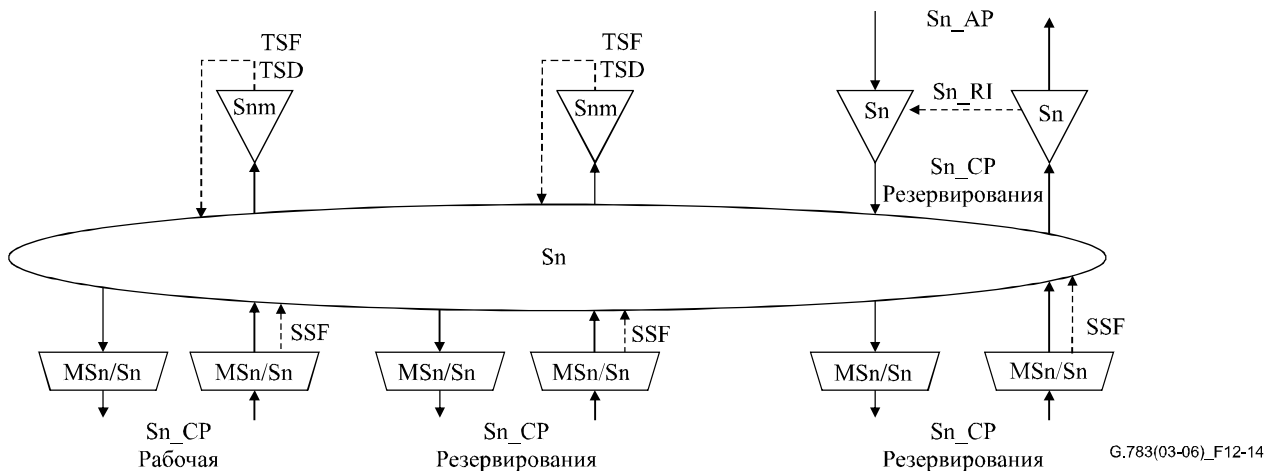 TSF
TSD
TSF
TSD
Sn_AP
Snm
Snm
Sn
Sn_RI
Sn
Sn_CP
Резервирования
Sn
SSF
SSF
SSF
MSn/Sn
MSn/Sn
MSn/Sn
MSn/Sn
MSn/Sn
MSn/Sn
Sn_CP
Рабочая
Sn_CP
Резервирования
Sn_CP
Резервирования
G.783(03-06)_F12-14